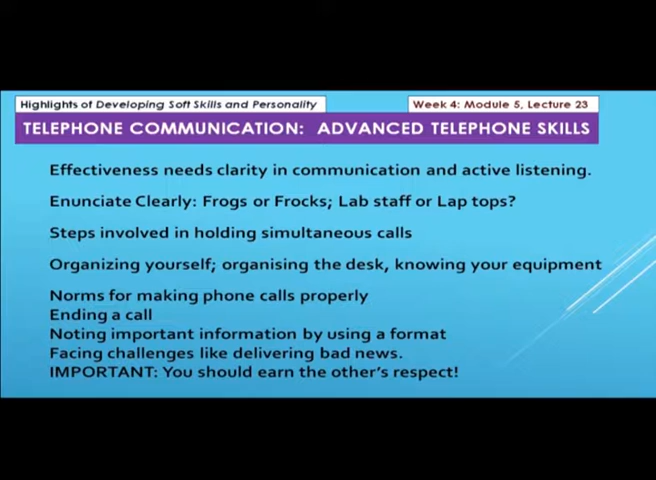 Highlights of Developing Soft Skills and Personality
Week 4: Module 5, Lecture 23
TELEPHONE COMMUNICATION: ADVANCED TELEPHONE SKILLS
Effectiveness needs clarity in communication and active listening.
Enunciate Clearly: Frogs or Frocks; Lab staff or Lap tops?
Steps involved in holding simultaneous calls
Organizing yourself; organising the desk, knowing your equipment
Norms for making phone calls properly
Ending a call
Noting important information by using a format
Facing challenges like delivering bad news.
IMPORTANT: You should earn the other's respect!